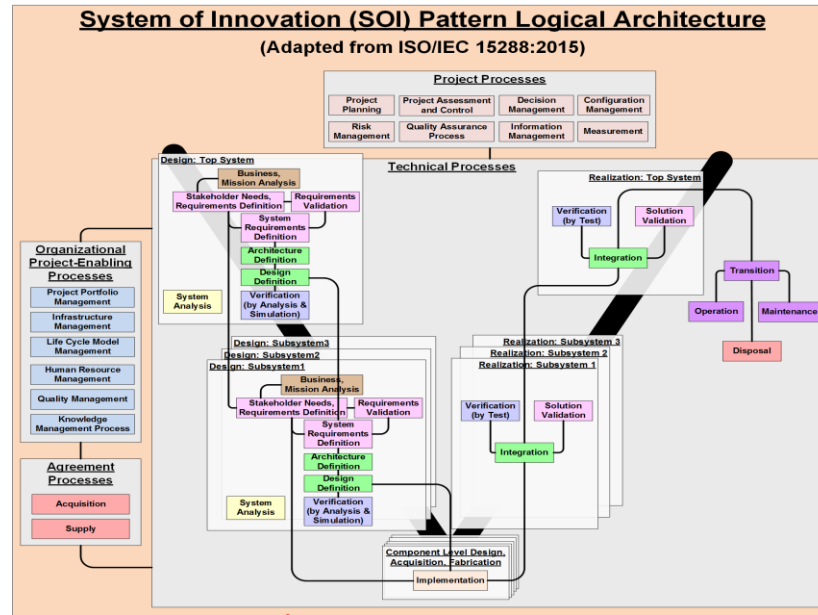 System of Innovation (SOI) Pattern Logical Architecture
(Adapted from ISO/IEC 15288:2015)
Project Processes
Project
Planning
Project Assessment
and Control
Decision
Management
Configuration
Management
Risk
Management
Quality Assurance
Process
Information
Management
Measurement
Technical Processes
Design: Top System
Business,
Mission Analysis
Stakeholder Needs,
Requirements Definition
Requirements
Validation
System
Requirements
Definition
Architecture
Definition
Design
Definition
System
Analysis
Verification
(by Analysis &
Simulation)
Realization: Top System
Verification
(by Test)
Solution
Validation
Integration
Transition
Operation
Maintenance
Disposal
Organizational
Project-Enabling
Processes
Project Portfolio
Management
Infrastructure
Management
Life Cycle Model
Management
Human Resource
Management
Quality Management
Knowledge
Management Process
Agreement
Processes
Acquisition
Supply
Design: Subsystem3
Design: Subsystem2
Design: Subsystem1
Business,
Mission Analysis
Stakeholder Needs,
Requirements Definition
Requirements
Validation
System
Requirements
Definition
Architecture
Definition
Design
Definition
System
Analysis
Verification
(by Analysis &
Simulation)
Realization: Subsystem 3
Realization: Subsystem 2
Realization: Subsystem 1
Verification
(by Test)
Solution
Validation
Integration
Component Level Design,
Acquisition, Fabrication
Implementation